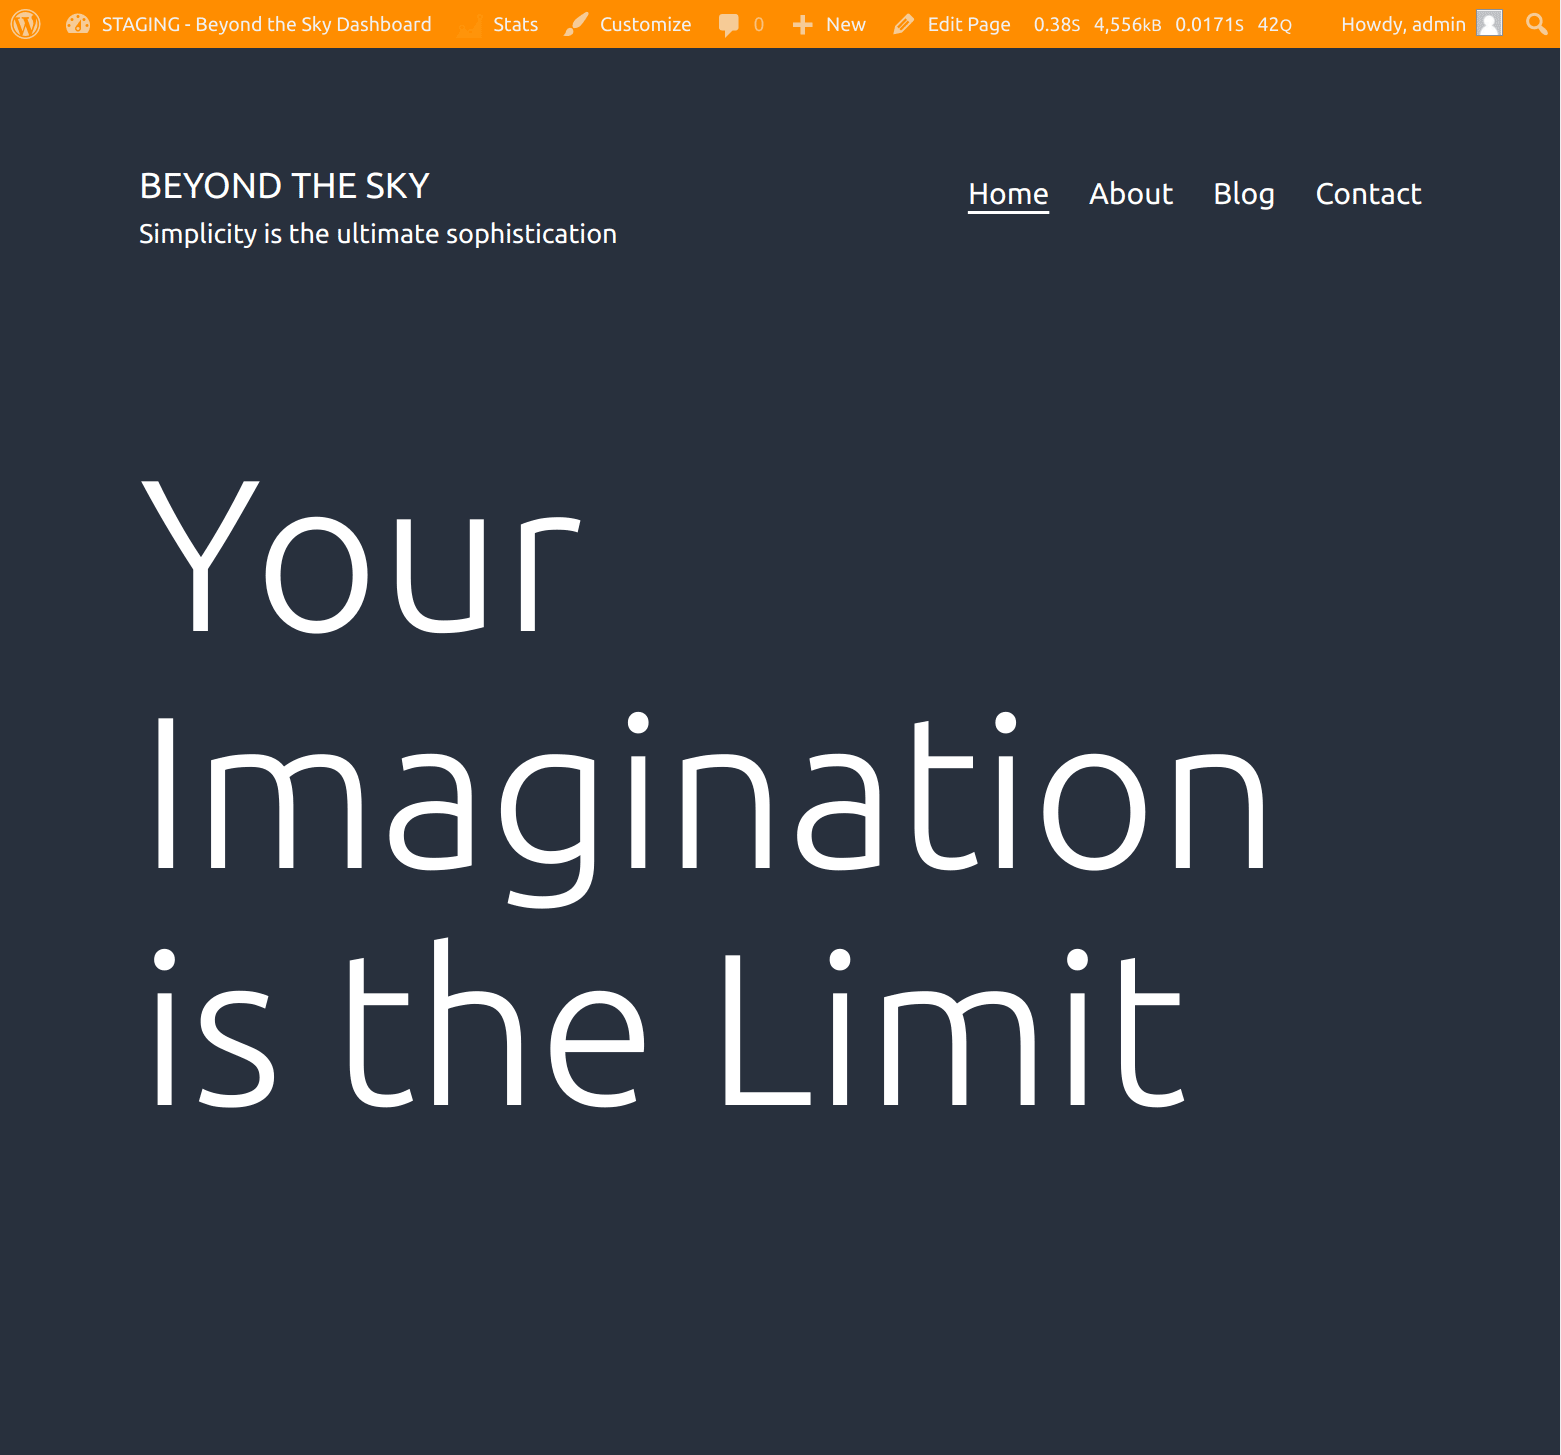 STAGING - Beyond the Sky Dashboard Stats Customize 0 New Edit Page 0.38S 4,556KB 0.0171S 42Q Howdy, admin
BEYOND THE SKY
Home About Blog Contact
Simplicity is the ultimate sophistication
Your
Imagination
is the Limit